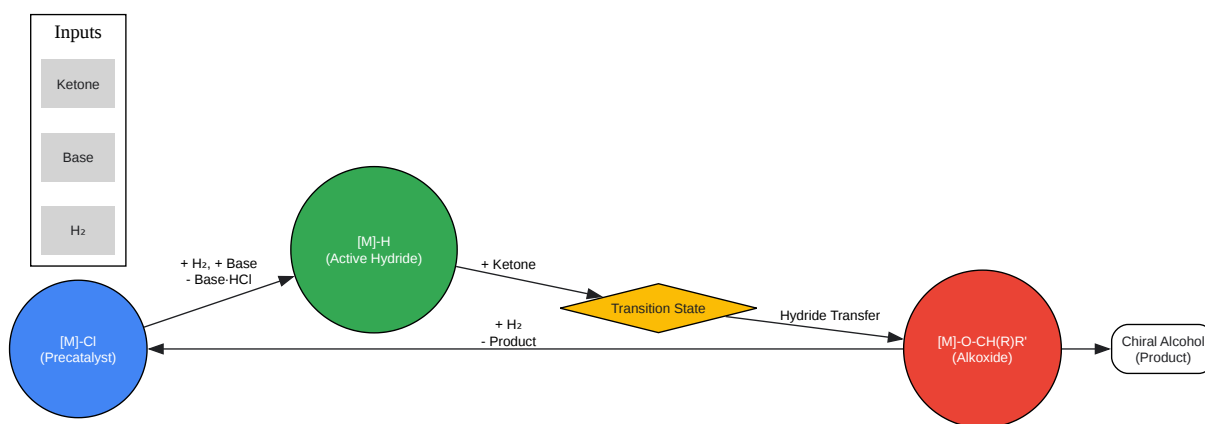 Inputs
Ketone
Base
H₂
[M]-Cl
(Precatalyst)
+ H₂, + Base
- Base·HCl
[M]-H
(Active Hydride)
+ Ketone
Transition State
Hydride Transfer
+ H₂
- Product
[M]-O-CH(R)R'
(Alkoxide)
Chiral Alcohol
(Product)